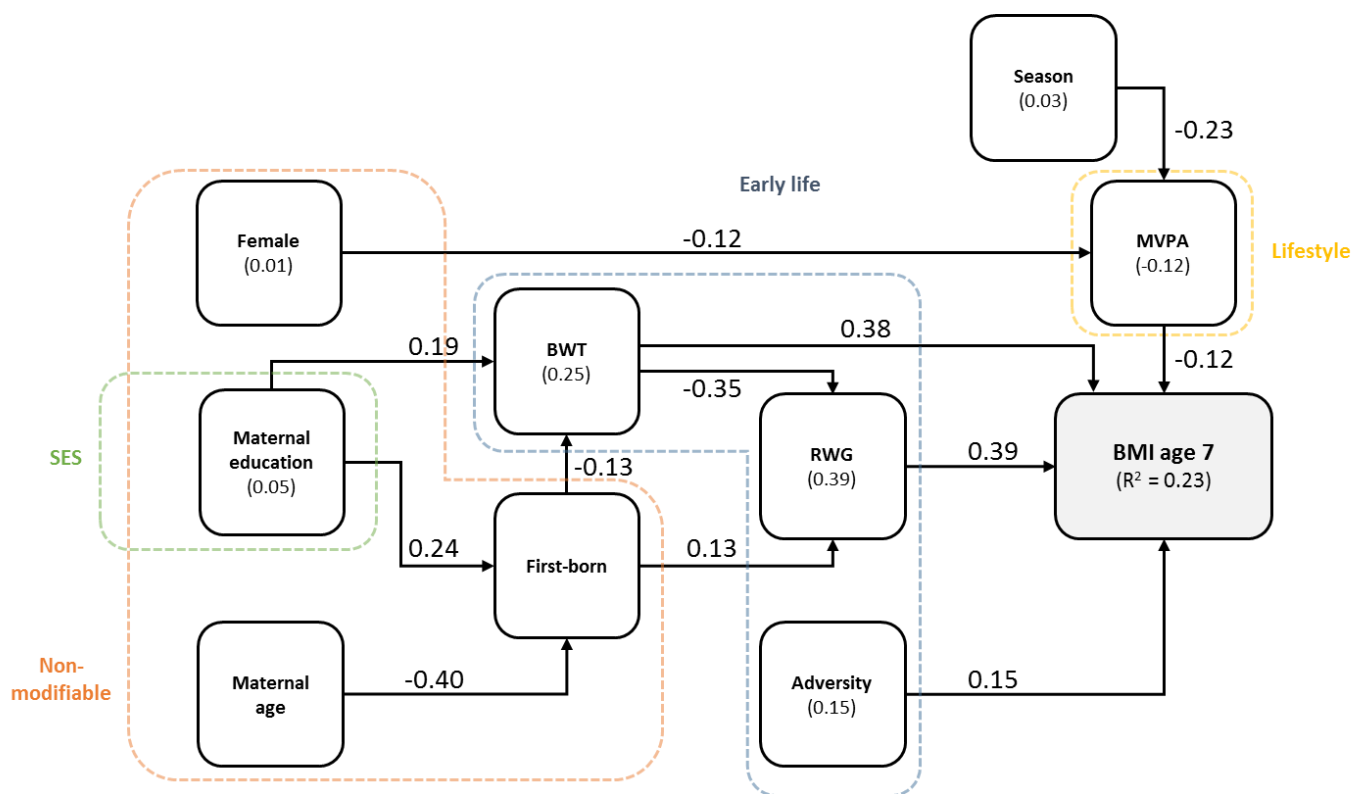 Season
(0.03)
-0.23
Early life
Female
(0.01)
-0.12
MVPA
(-0.12)
Lifestyle
0.19
BWT
(0.25)
0.38
-0.35
-0.12
SES
Maternal
education
(0.05)
-0.13
RWG
(0.39)
0.39
BMI age 7
(R² = 0.23)
0.24
First-born
0.13
Non-
modifiable
Maternal
age
-0.40
Adversity
(0.15)
0.15